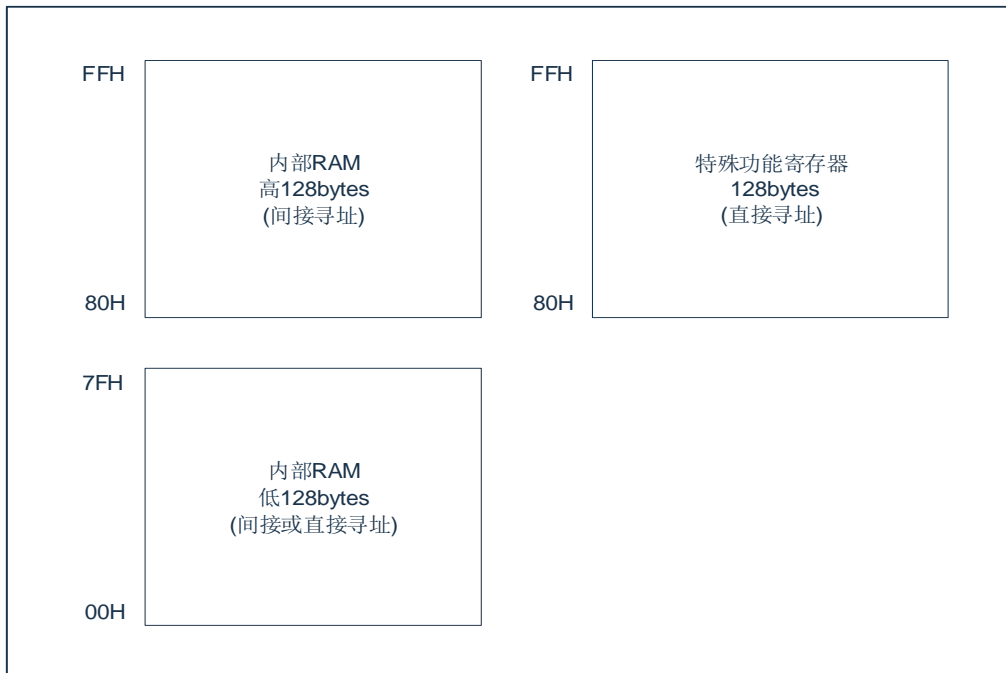 FFH
内部RAM
高128bytes
(间接寻址)
80H
FFH
特殊功能寄存器
128bytes
(直接寻址)
80H
7FH
内部RAM
低128bytes
(间接或直接寻址)
00H